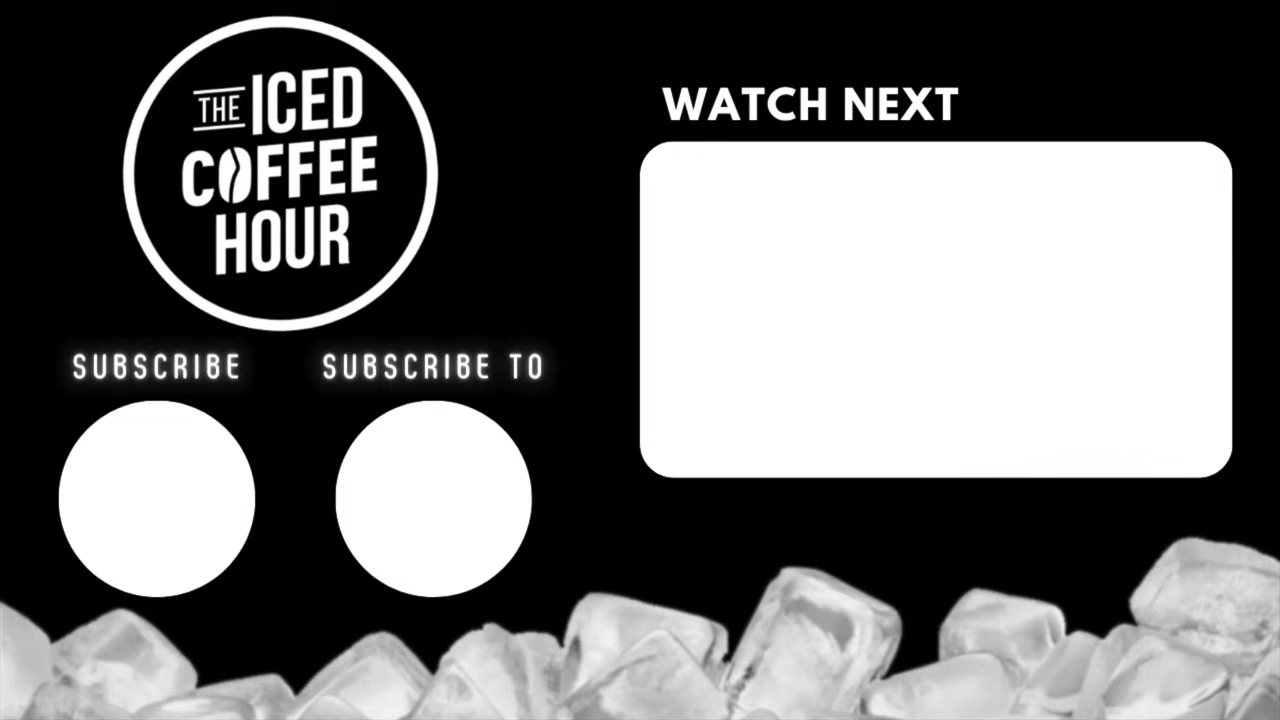 THE ICED
COFFEE
HOUR
WATCH NEXT
SUBSCRIBE
SUBSCRIBE TO